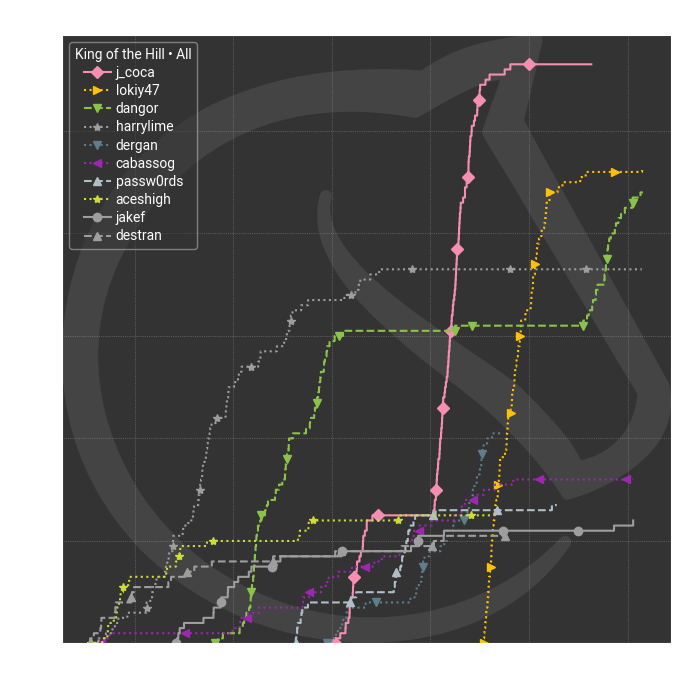 King of the Hill • All
j_coca
lokiy47
dangor
harrylime
dergan
cabassog
passw0rds
aceshigh
jakef
destran